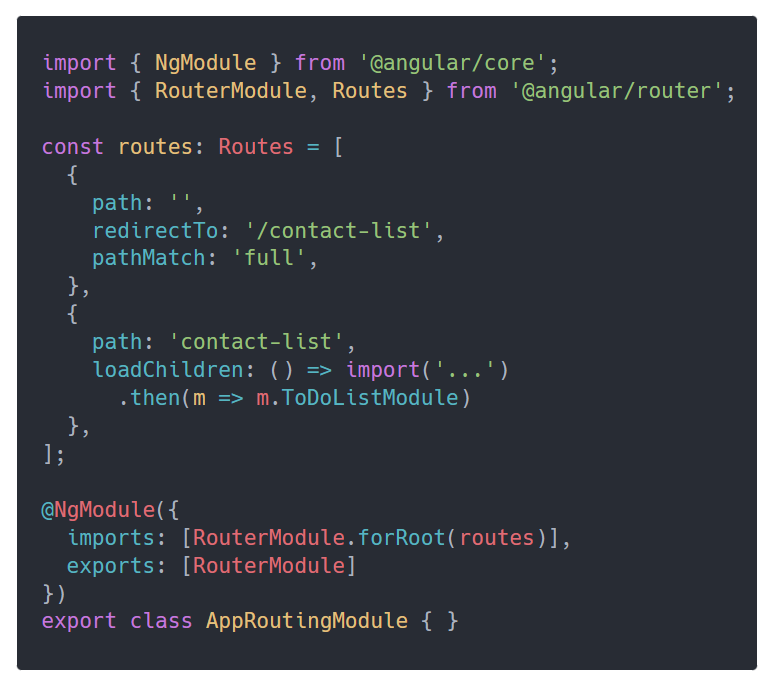 import { NgModule } from '@angular/core';
import { RouterModule, Routes } from '@angular/router';

const routes: Routes = [
  {
    path: '',
    redirectTo: '/contact-list',
    pathMatch: 'full',
  },
  {
    path: 'contact-list',
    loadChildren: () => import('...')
      .then(m => m.ToDoListModule)
  },
];

@NgModule({
  imports: [RouterModule.forRoot(routes)],
  exports: [RouterModule]
})
export class AppRoutingModule { }